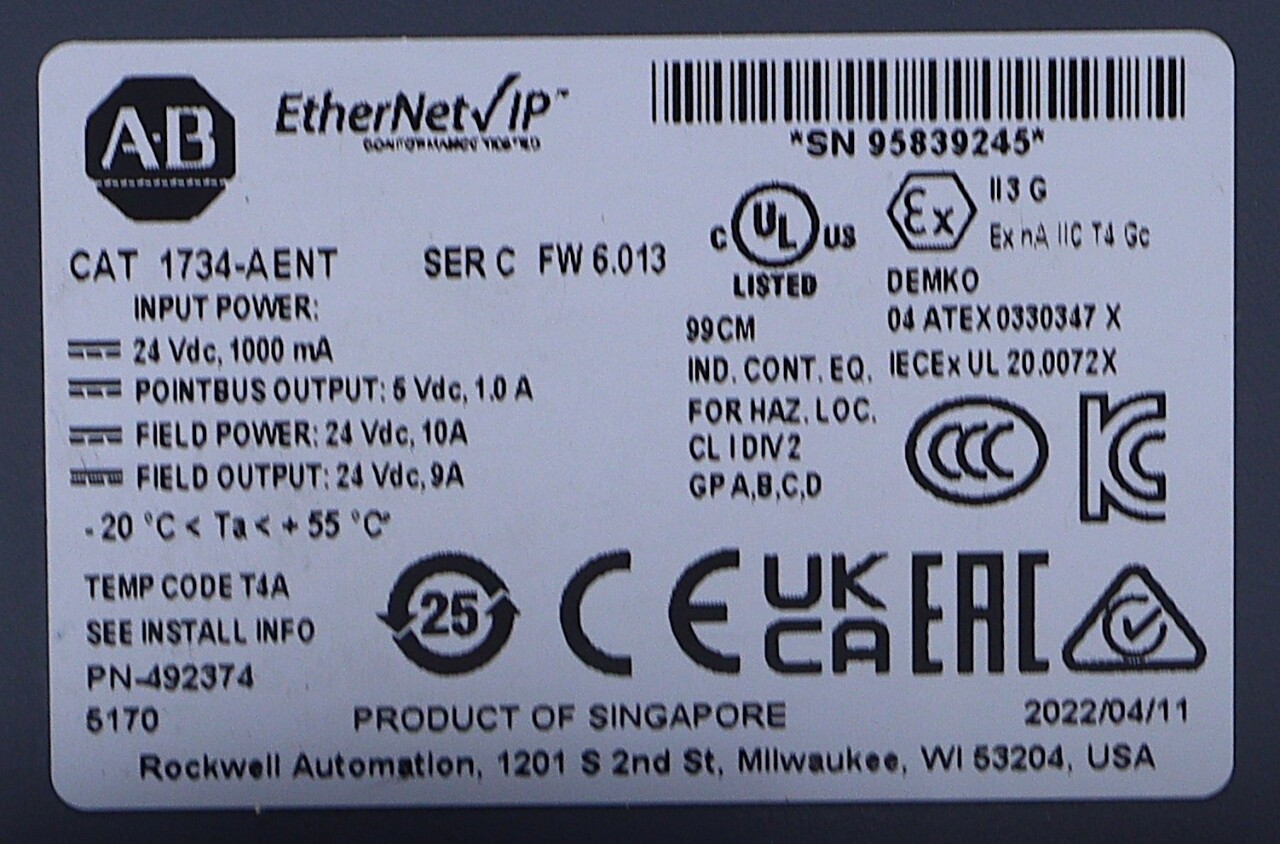 A·B
EtherNet/IP™
CONFORMANCE TESTED
*SN 95839245*
CAT 1734-AENT SER C FW 6.013
INPUT POWER:
24 Vdc, 1000 mA
POINTBUS OUTPUT: 5 Vdc, 1.0 A
FIELD POWER: 24 Vdc, 10A
FIELD OUTPUT: 24 Vdc, 9A
- 20 °C < Ta < + 55 °C
TEMP CODE T4A
SEE INSTALL INFO
PN-492374
5170
C UL US
LISTED
99CM
IND. CONT. EQ.
FOR HAZ. LOC.
CL I DIV 2
GP A,B,C,D
Ex II 3 G
Ex nA IIC T4 Gc
DEMKO
04 ATEX 0330347 X
IECEx UL 20.0072X
CCC KC
25 CE UK CA EAC
PRODUCT OF SINGAPORE
2022/04/11
Rockwell Automation, 1201 S 2nd St, Milwaukee, WI 53204, USA